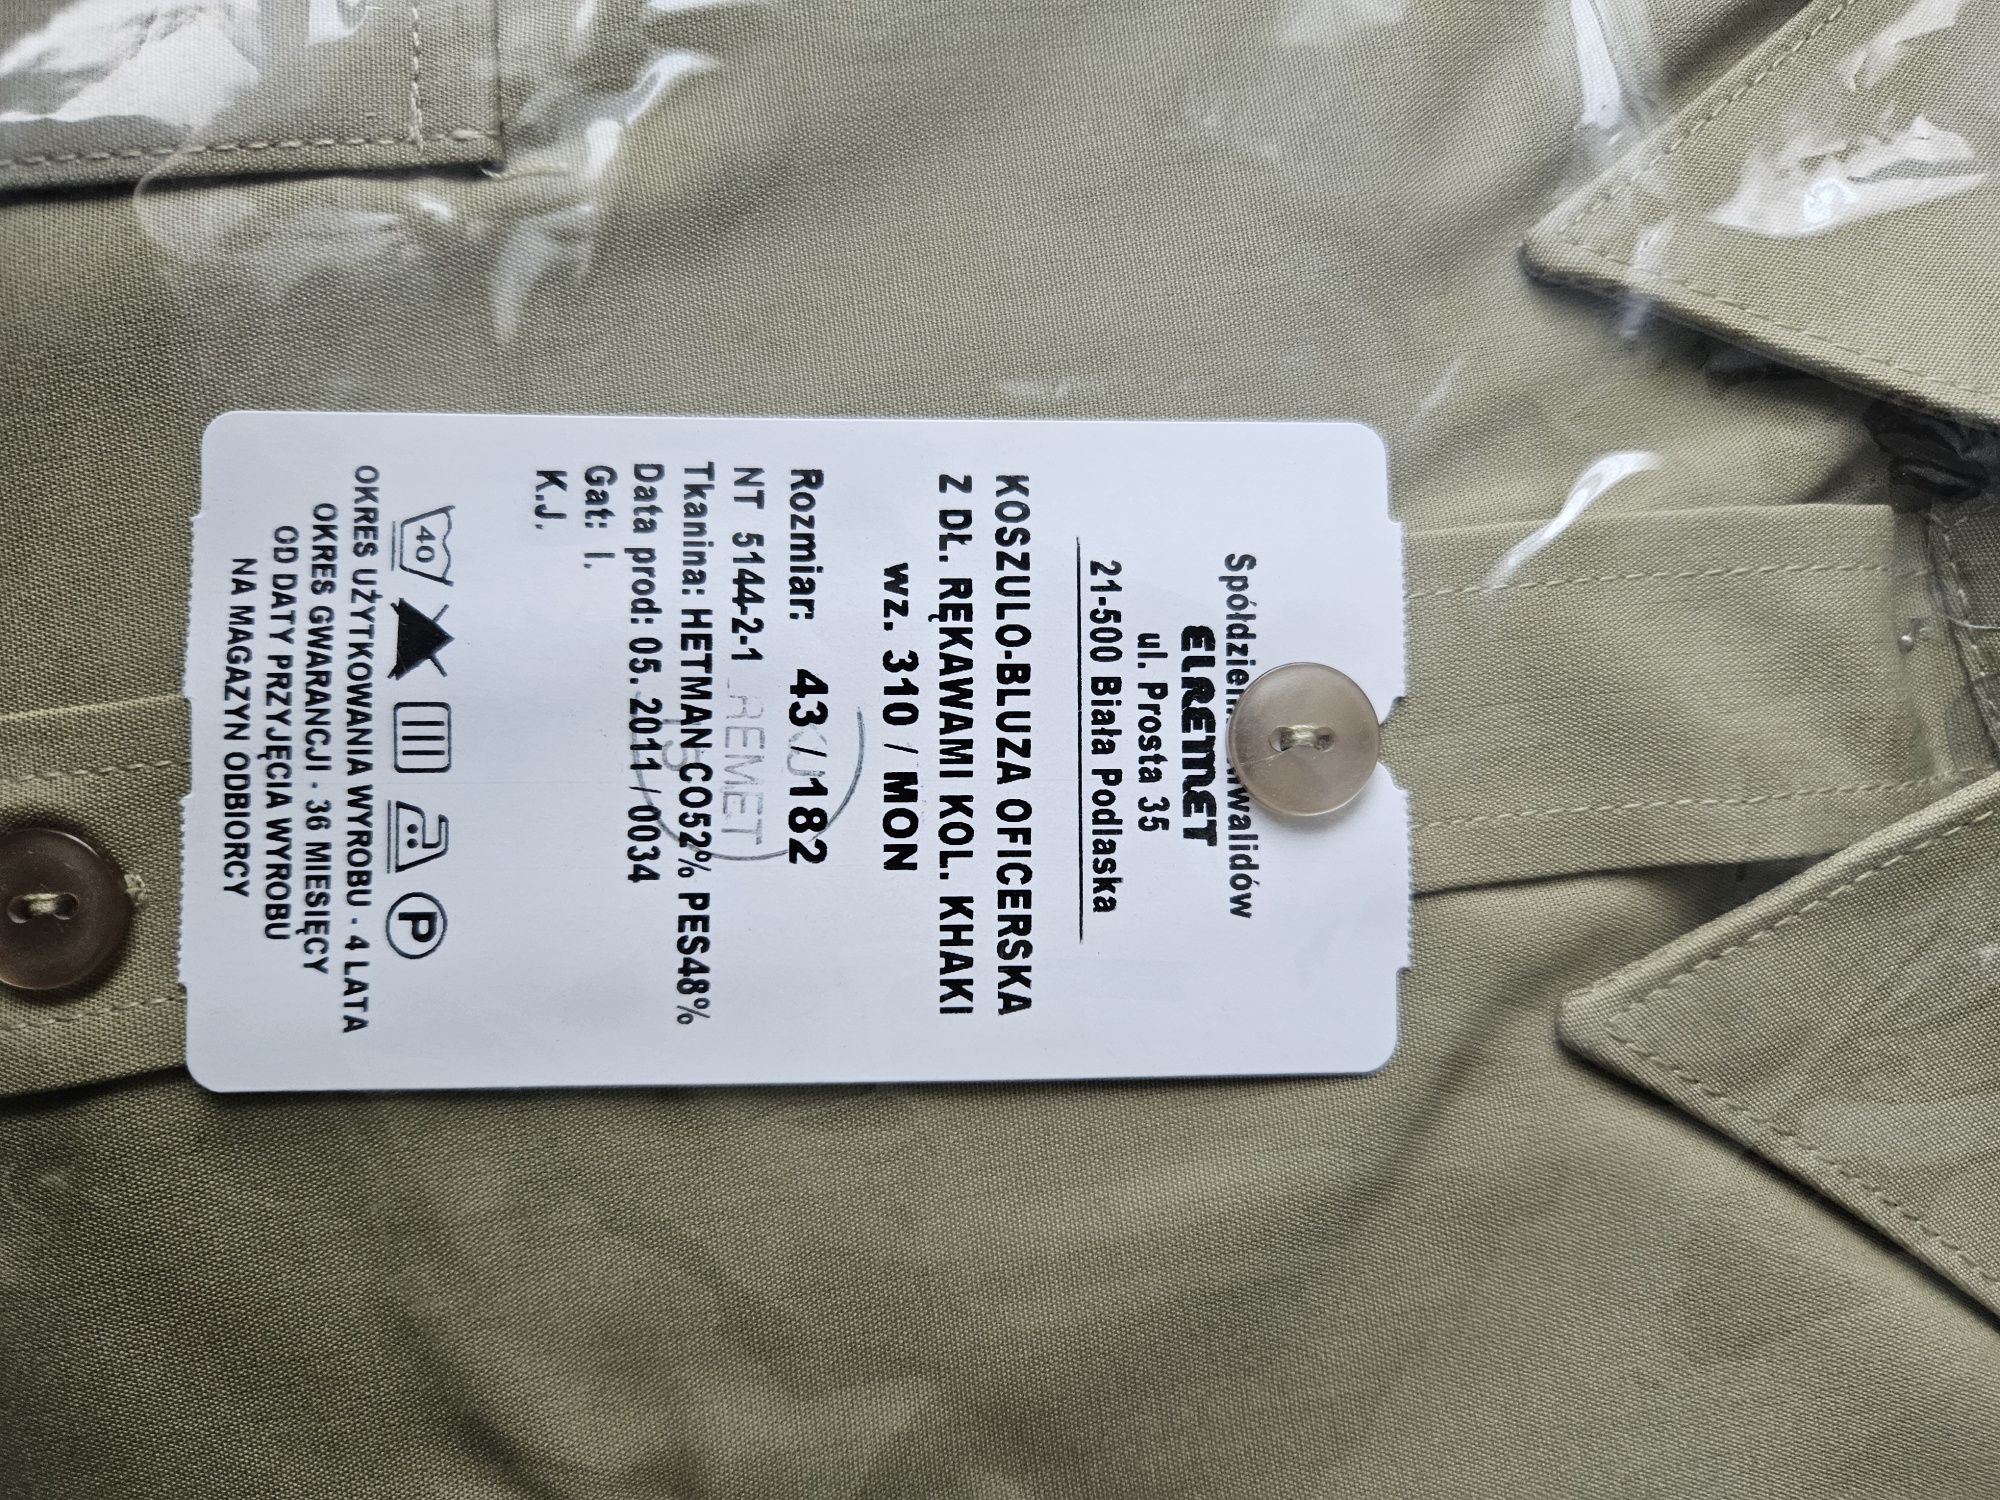 Spółdzielnia Inwalidów
ELREMET
ul. Prosta 35
21-500 Biała Podlaska
KOSZULO-BLUZA OFICERSKA
Z DŁ. RĘKAWAMI KOL. KHAKI
wz. 310 / MON
Rozmiar: 43 / 182
NT 5144-2-1
Tkanina: HETMAN CO52% PES48%
Data prod: 05. 2011 / 0034
Gat: I.
K.J.
40
P
OKRES UŻYTKOWANIA WYROBU - 4 LATA
OKRES GWARANCJI - 36 MIESIĘCY
OD DATY PRZYJĘCIA WYROBU
NA MAGAZYN ODBIORCY